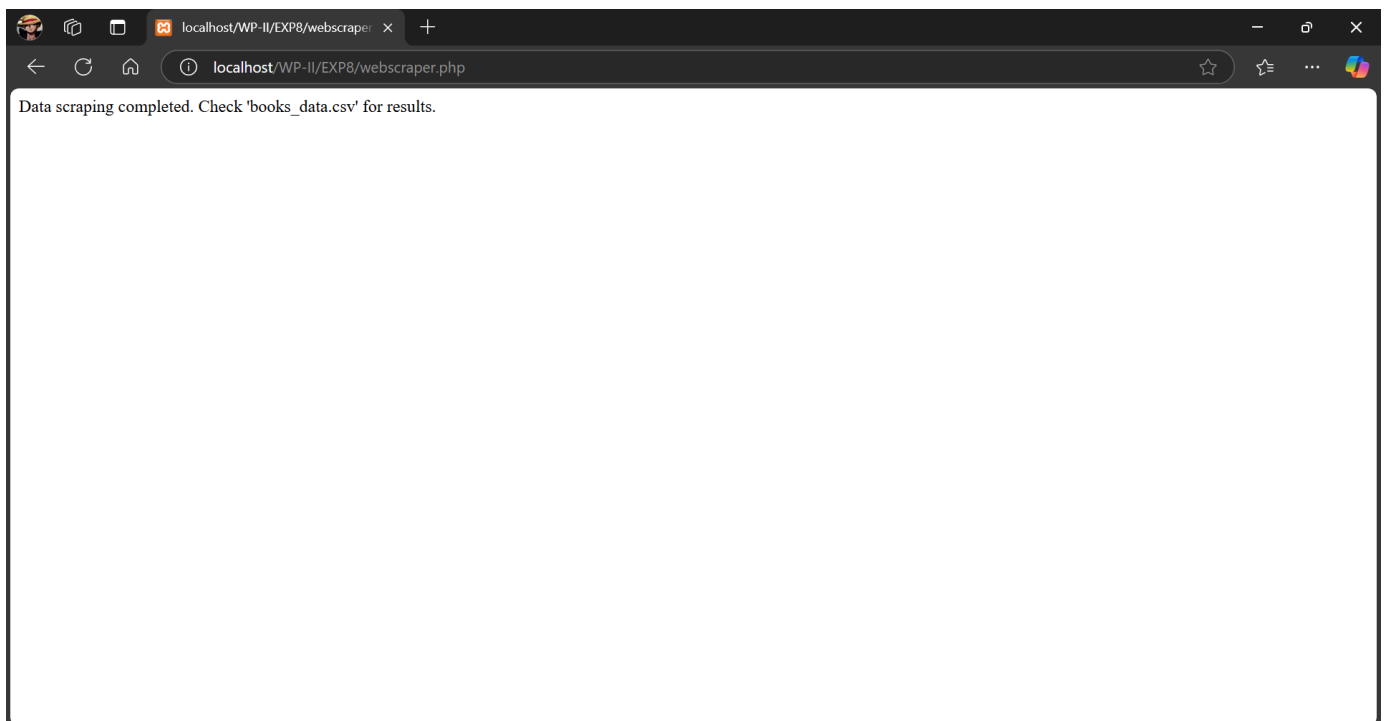 localhost/WP-II/EXP8/webscraper
localhost/WP-II/EXP8/webscraper.php
Data scraping completed. Check 'books_data.csv' for results.